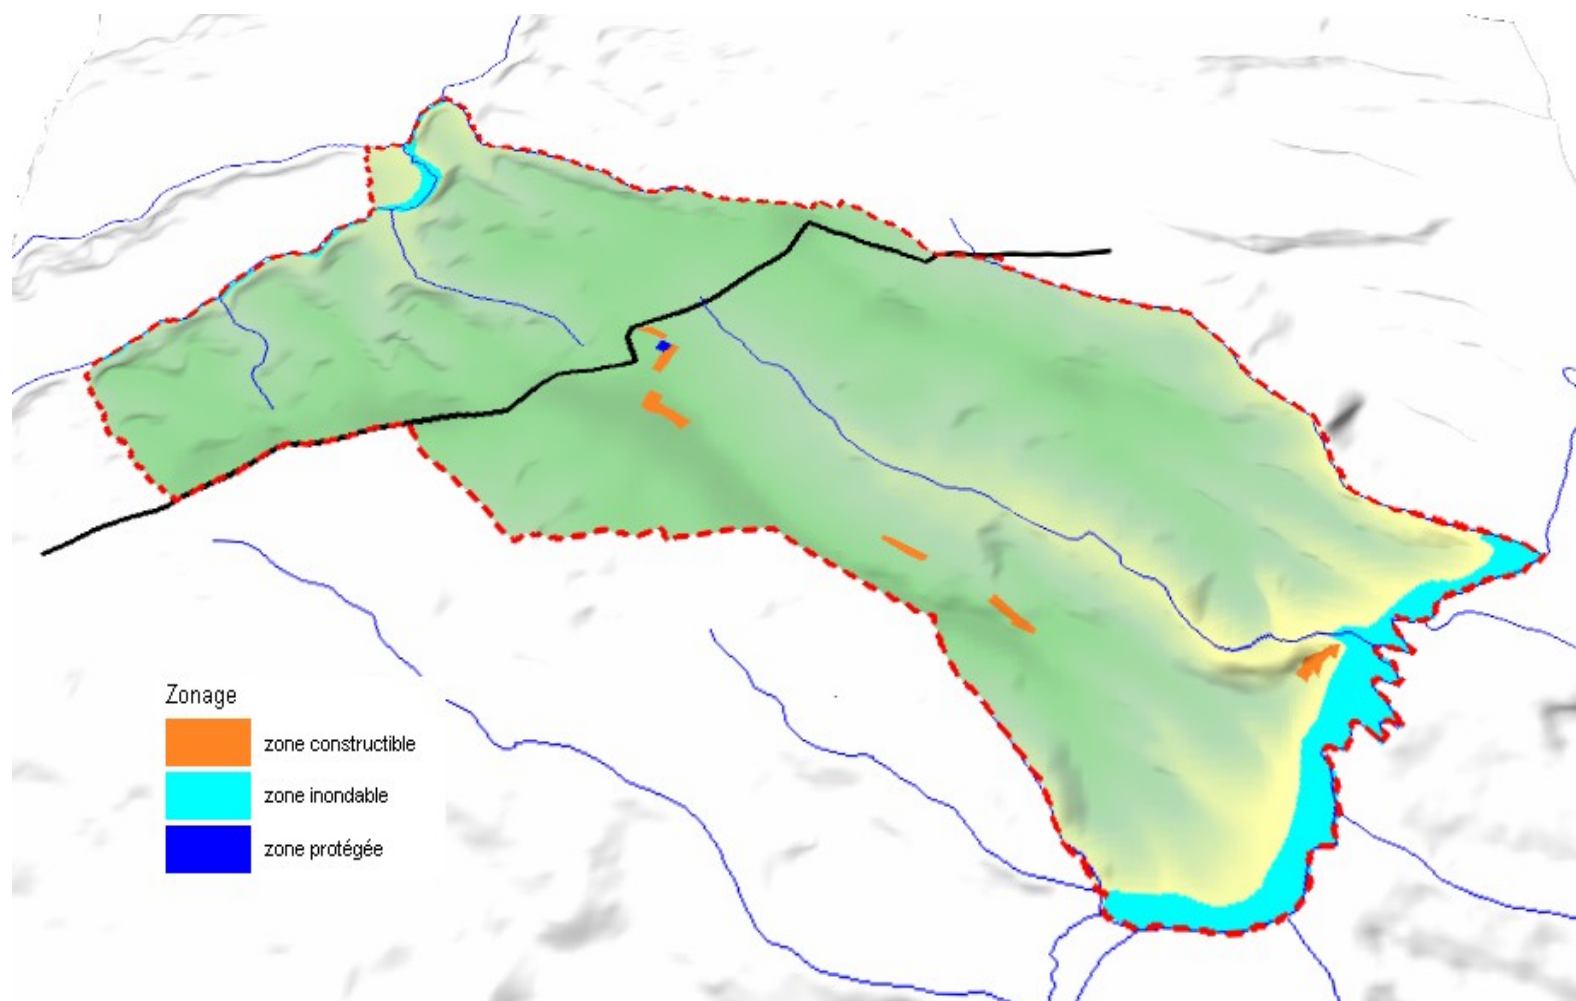 Zonage
zone constructible
zone inondable
zone protégée